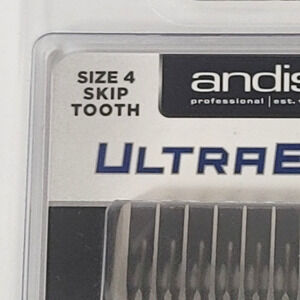 SIZE 4
SKIP
TOOTH
andis
professional | est.
ULTRAE